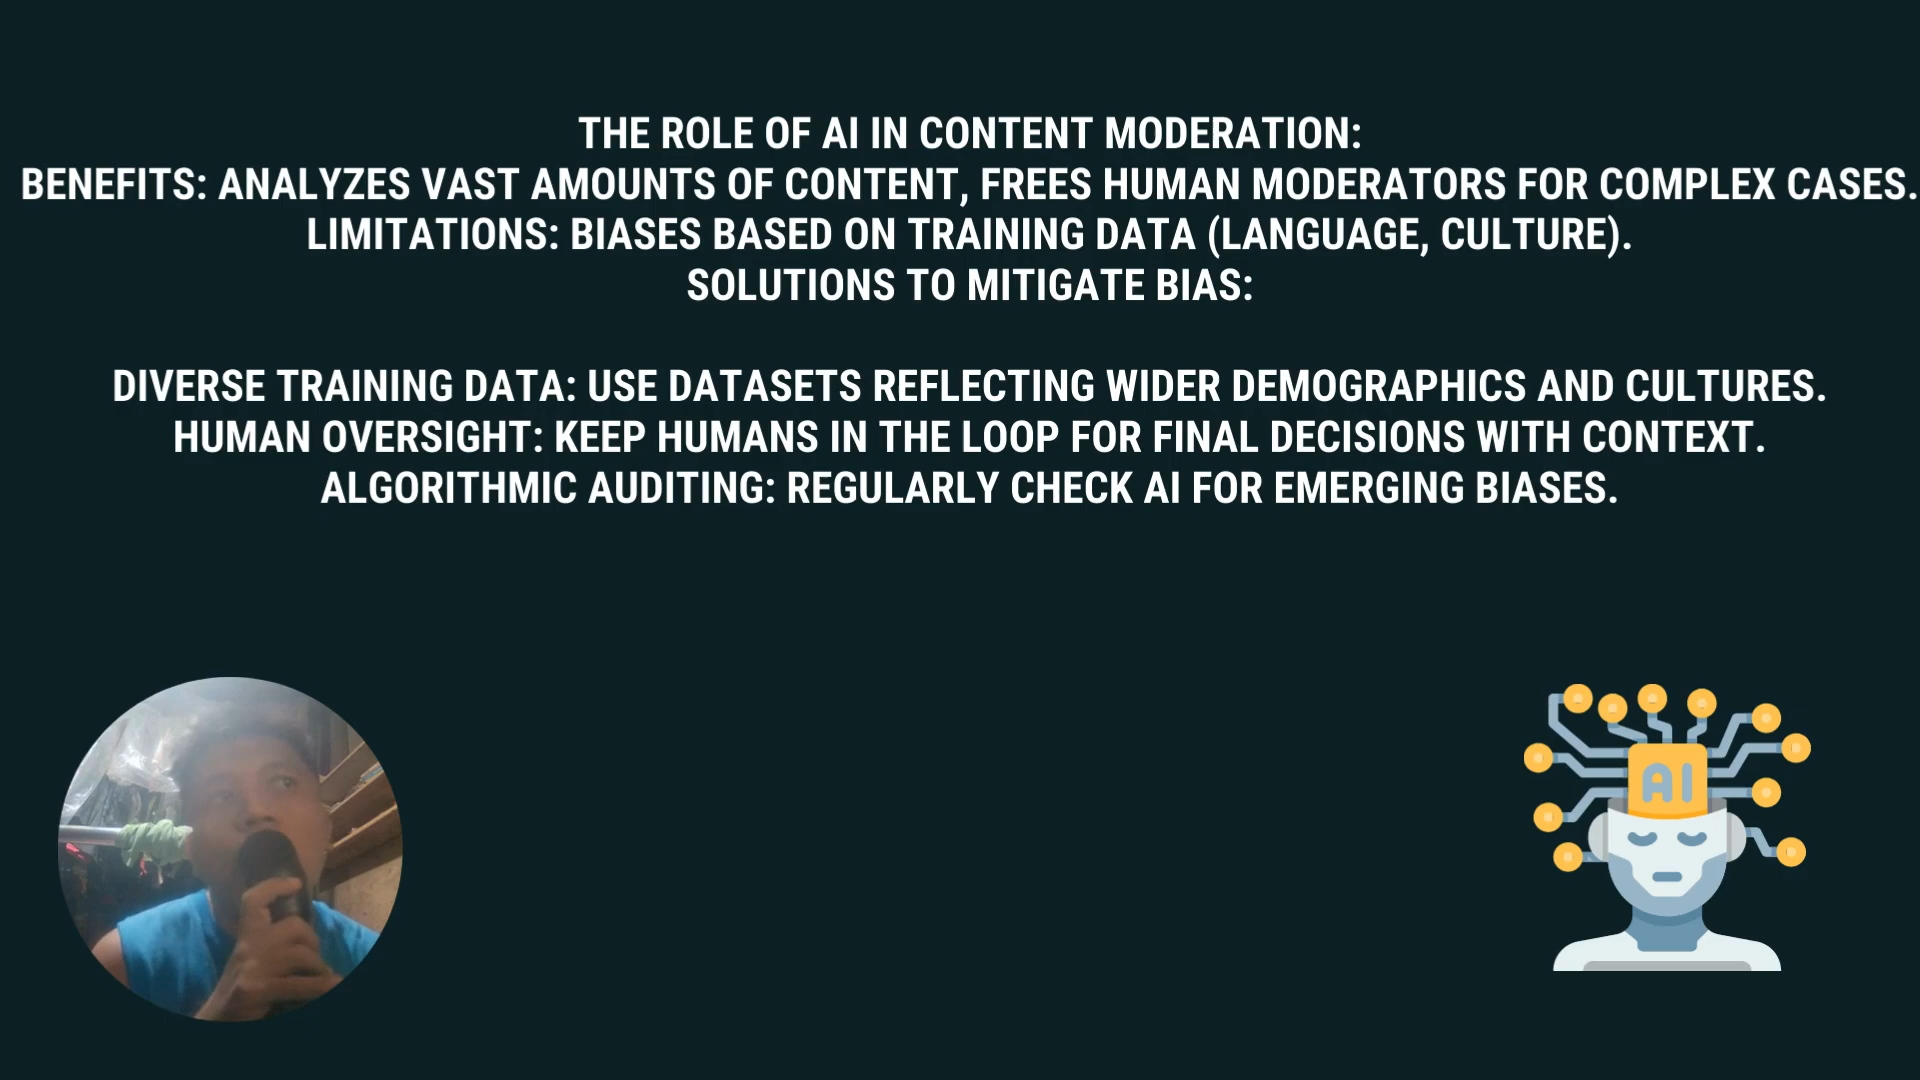 THE ROLE OF AI IN CONTENT MODERATION:
BENEFITS: ANALYZES VAST AMOUNTS OF CONTENT, FREES HUMAN MODERATORS FOR COMPLEX CASES.
LIMITATIONS: BIASES BASED ON TRAINING DATA (LANGUAGE, CULTURE).
SOLUTIONS TO MITIGATE BIAS:
DIVERSE TRAINING DATA: USE DATASETS REFLECTING WIDER DEMOGRAPHICS AND CULTURES.
HUMAN OVERSIGHT: KEEP HUMANS IN THE LOOP FOR FINAL DECISIONS WITH CONTEXT.
ALGORITHMIC AUDITING: REGULARLY CHECK AI FOR EMERGING BIASES.
AI